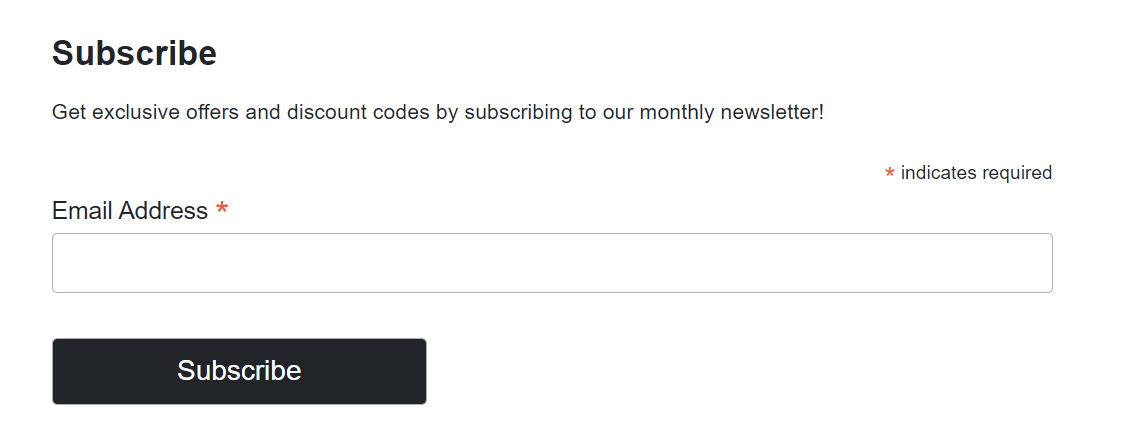 Subscribe
Get exclusive offers and discount codes by subscribing to our monthly newsletter!
* indicates required
Email Address *
Subscribe